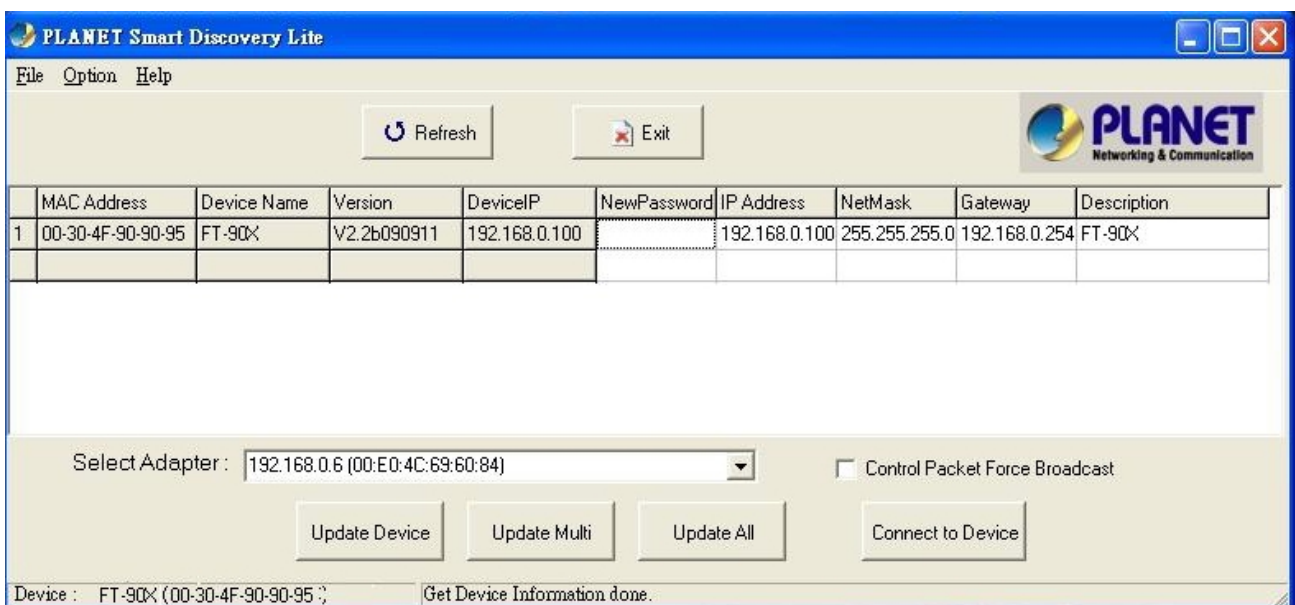 PLANET Smart Discovery Lite
File Option Help
Refresh Exit
PLANET
Networking & Communication
MAC Address Device Name Version DeviceIP NewPassword IP Address NetMask Gateway Description
1 00-30-4F-90-90-95 FT-90X V2.2b090911 192.168.0.100 192.168.0.100 255.255.255.0 192.168.0.254 FT-90X
Select Adapter : 192.168.0.6 (00:E0:4C:69:60:84) Control Packet Force Broadcast
Update Device Update Multi Update All Connect to Device
Device : FT-90X (00-30-4F-90-90-95 ) Get Device Information done.